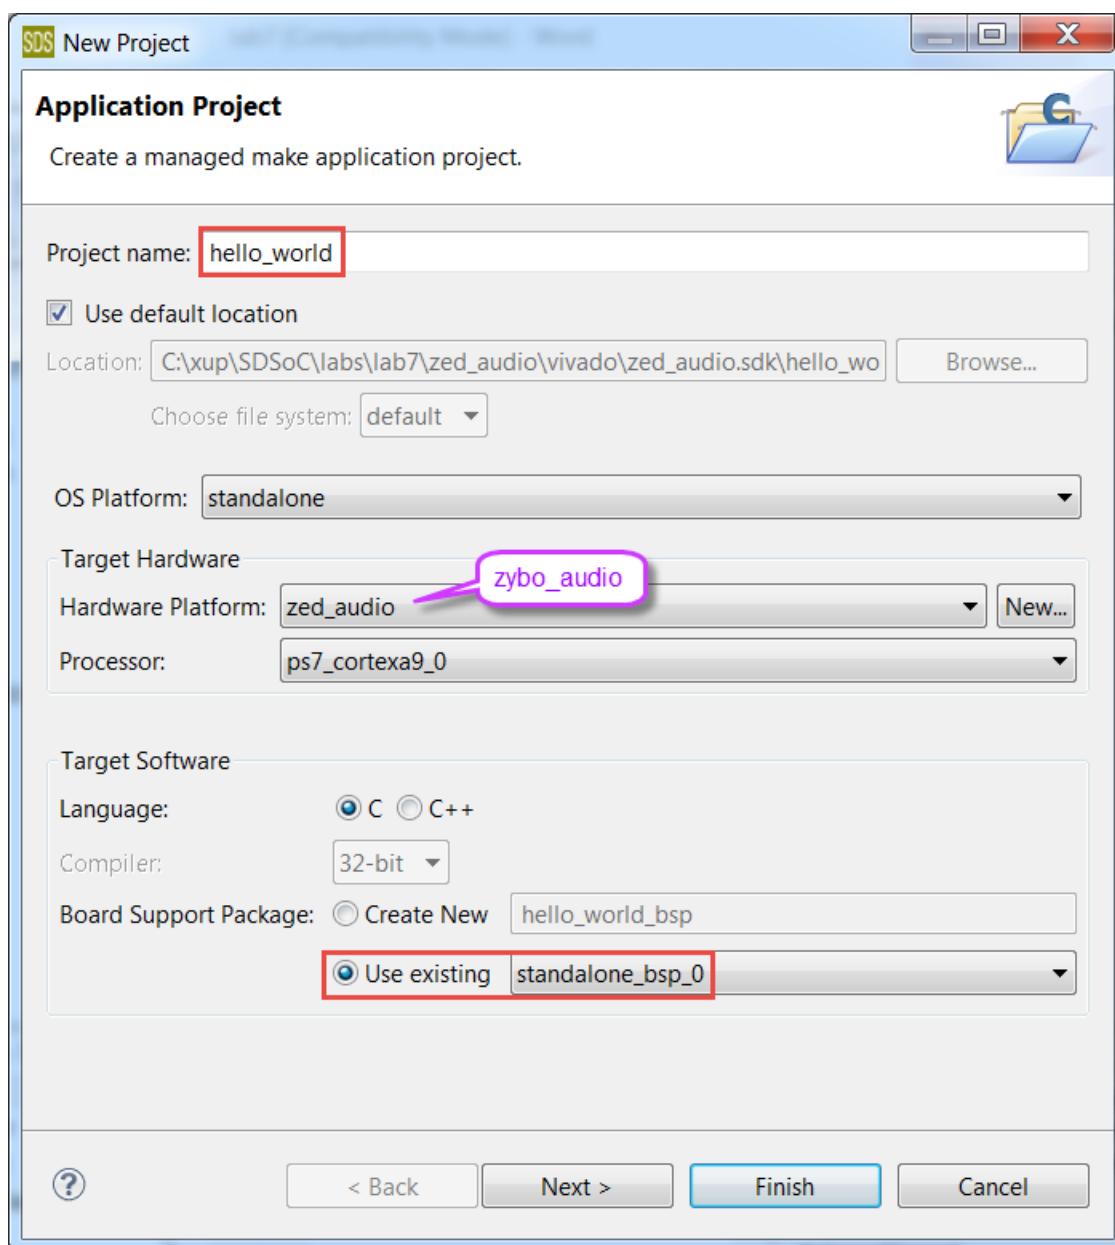 SDS New Project
Application Project
Create a managed make application project.
Project name: hello_world
Use default location
Location: C:\xup\SDSoC\labs\lab7\zed_audio\vivado\zed_audio.sdk\hello_wo Browse...
Choose file system: default
OS Platform: standalone
Target Hardware
zybo_audio
Hardware Platform: zed_audio New...
Processor: ps7_cortexa9_0
Target Software
Language: C C++
Compiler: 32-bit
Board Support Package: Create New hello_world_bsp
Use existing standalone_bsp_0
? < Back Next > Finish Cancel